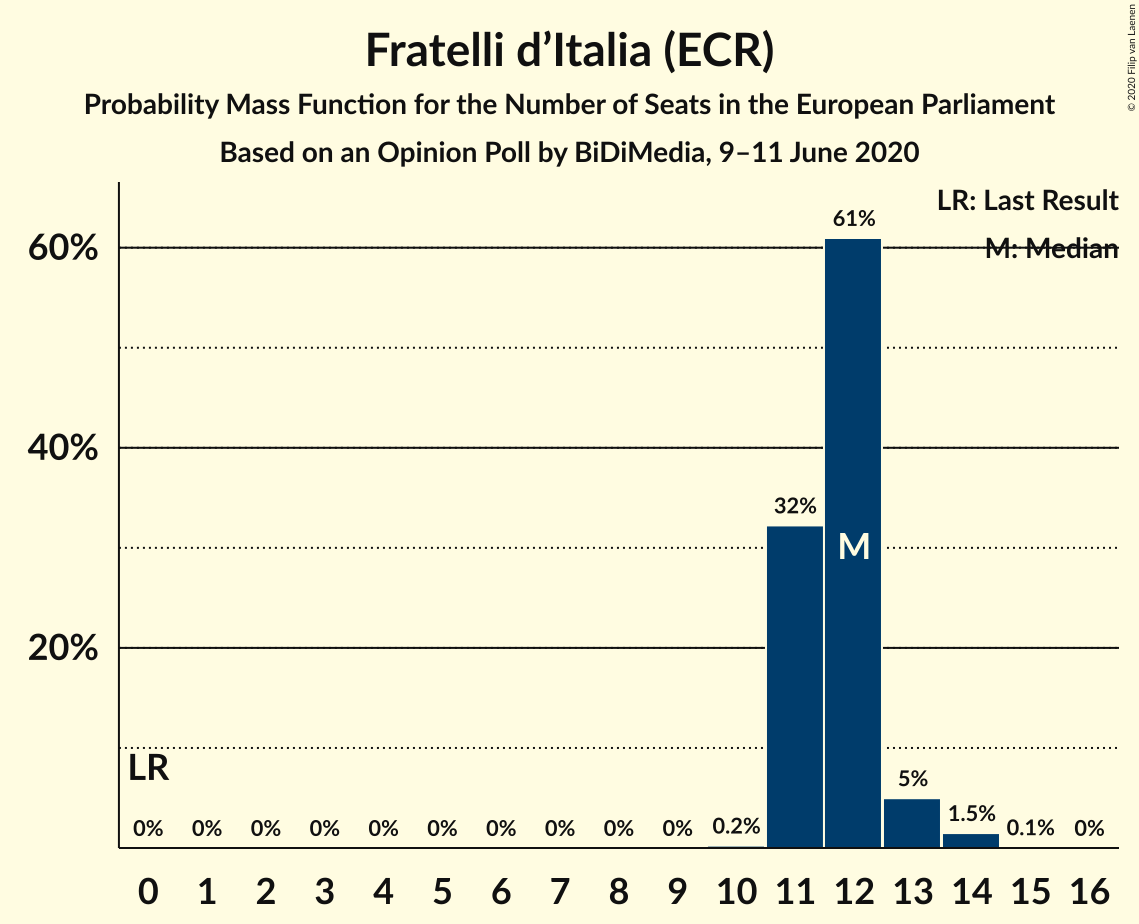 Fratelli d’Italia (ECR)
Probability Mass Function for the Number of Seats in the European Parliament
Based on an Opinion Poll by BiDiMedia, 9–11 June 2020
© 2020 Filip van Laenen
LR: Last Result
M: Median
61%
60%
40%
32%
M
20%
LR
5%
1.5%
0% 0% 0% 0% 0% 0% 0% 0% 0% 0% 0.2% 0.1% 0%
0 1 2 3 4 5 6 7 8 9 10 11 12 13 14 15 16